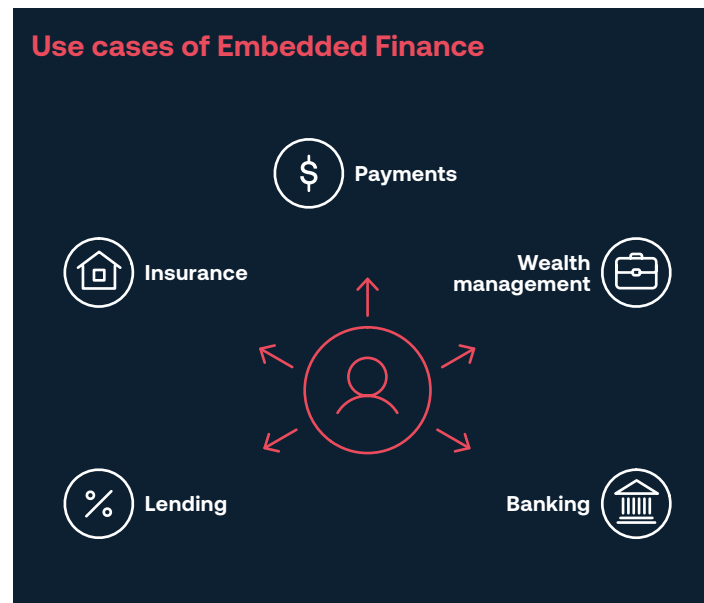 Use cases of Embedded Finance
$
Payments
Insurance
Wealth
management
%
Lending
Banking